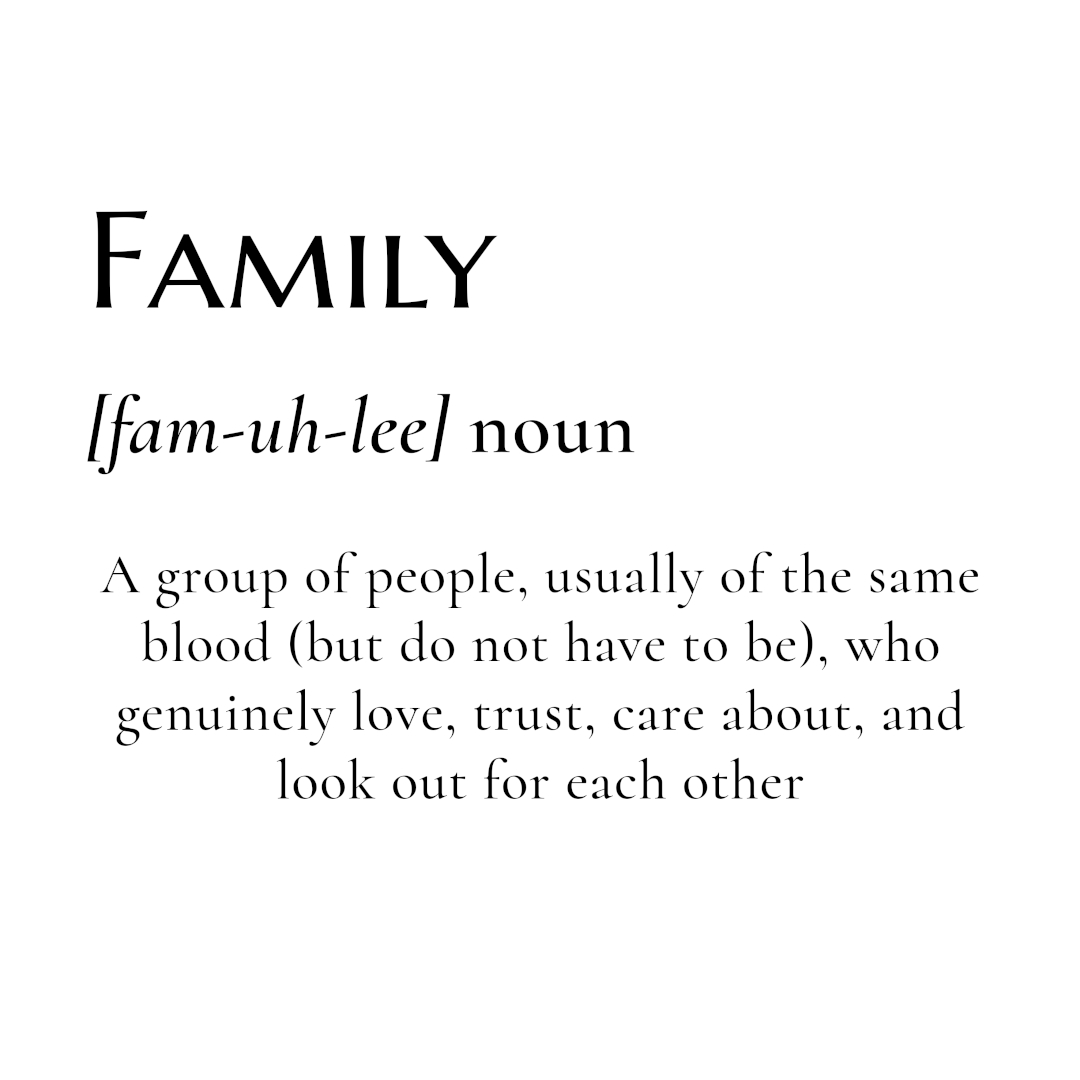 Family
[fam-uh-lee] noun
A group of people, usually of the same
blood (but do not have to be), who
genuinely love, trust, care about, and
look out for each other